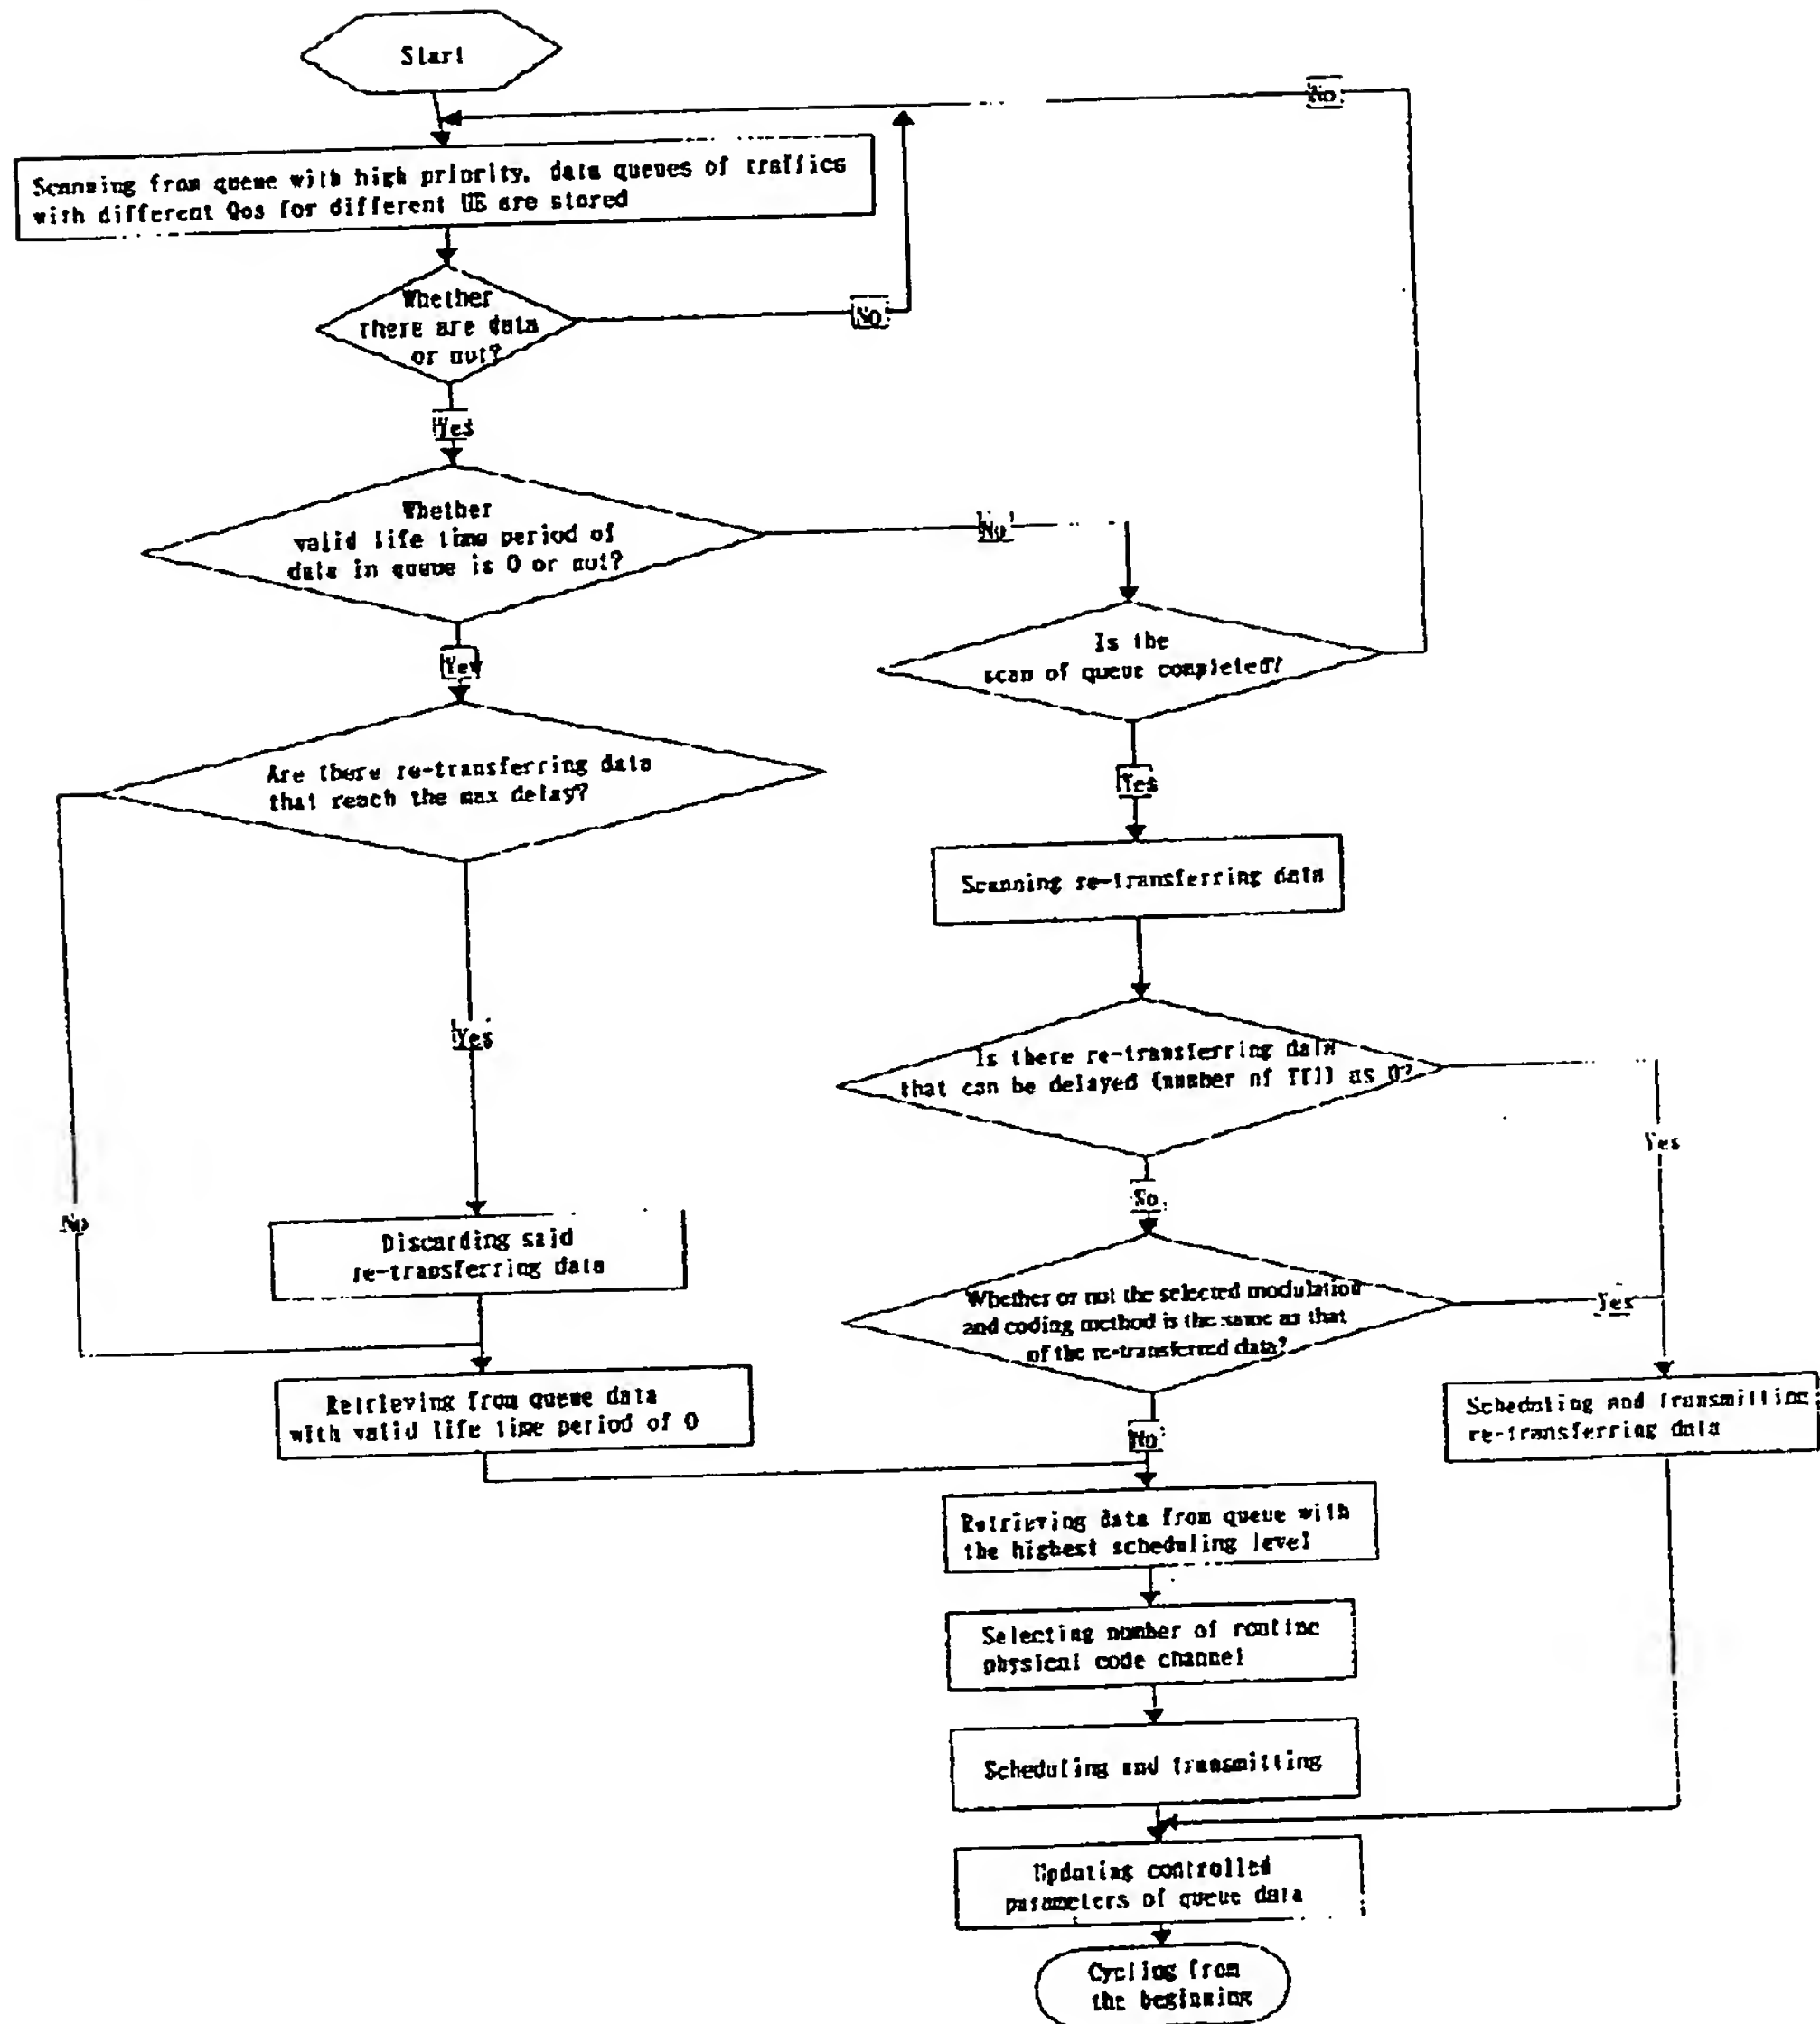 Start
No
Scanning from queue with high priority, data queues of traffics
with different Qos for different UE are stored
Whether
there are data
or not?
No
Yes
Whether
valid life time period of
data in queue is 0 or not?
No
Is the
scan of queue completed?
Yes
Are there re-transferring data
that reach the max delay?
Yes
Scanning re-transferring data
Yes
Is there re-transferring data
that can be delayed (number of TTI) as 0?
Yes
No
No
Discarding said
re-transferring data
Whether or not the selected modulation
and coding method is the same as that
of the re-transferred data?
Yes
Retrieving from queue data
with valid life time period of 0
Scheduling and transmitting
re-transferring data
No
Retrieving data from queue with
the highest scheduling level
Selecting number of routine
physical code channel
Scheduling and transmitting
Updating controlled
parameters of queue data
Cycling from
the beginning